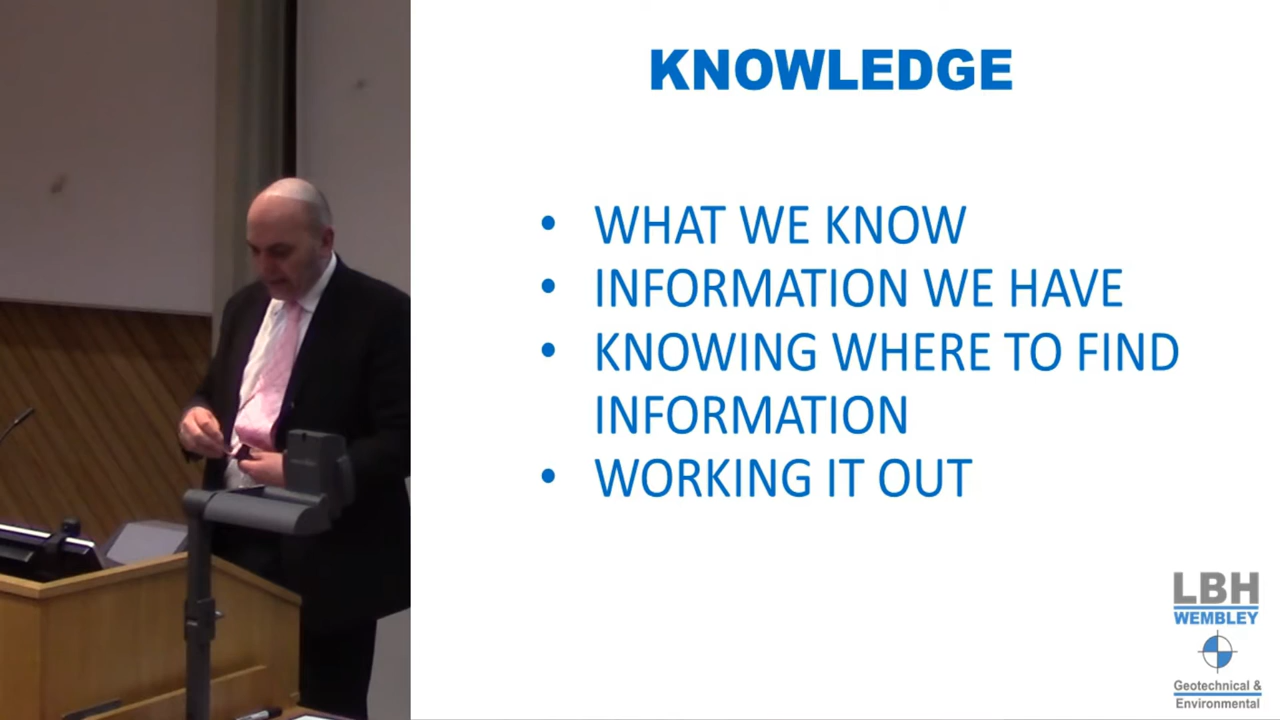 KNOWLEDGE
• WHAT WE KNOW
• INFORMATION WE HAVE
• KNOWING WHERE TO FIND
INFORMATION
• WORKING IT OUT
LBH
WEMBLEY
Geotechnical &
Environmental